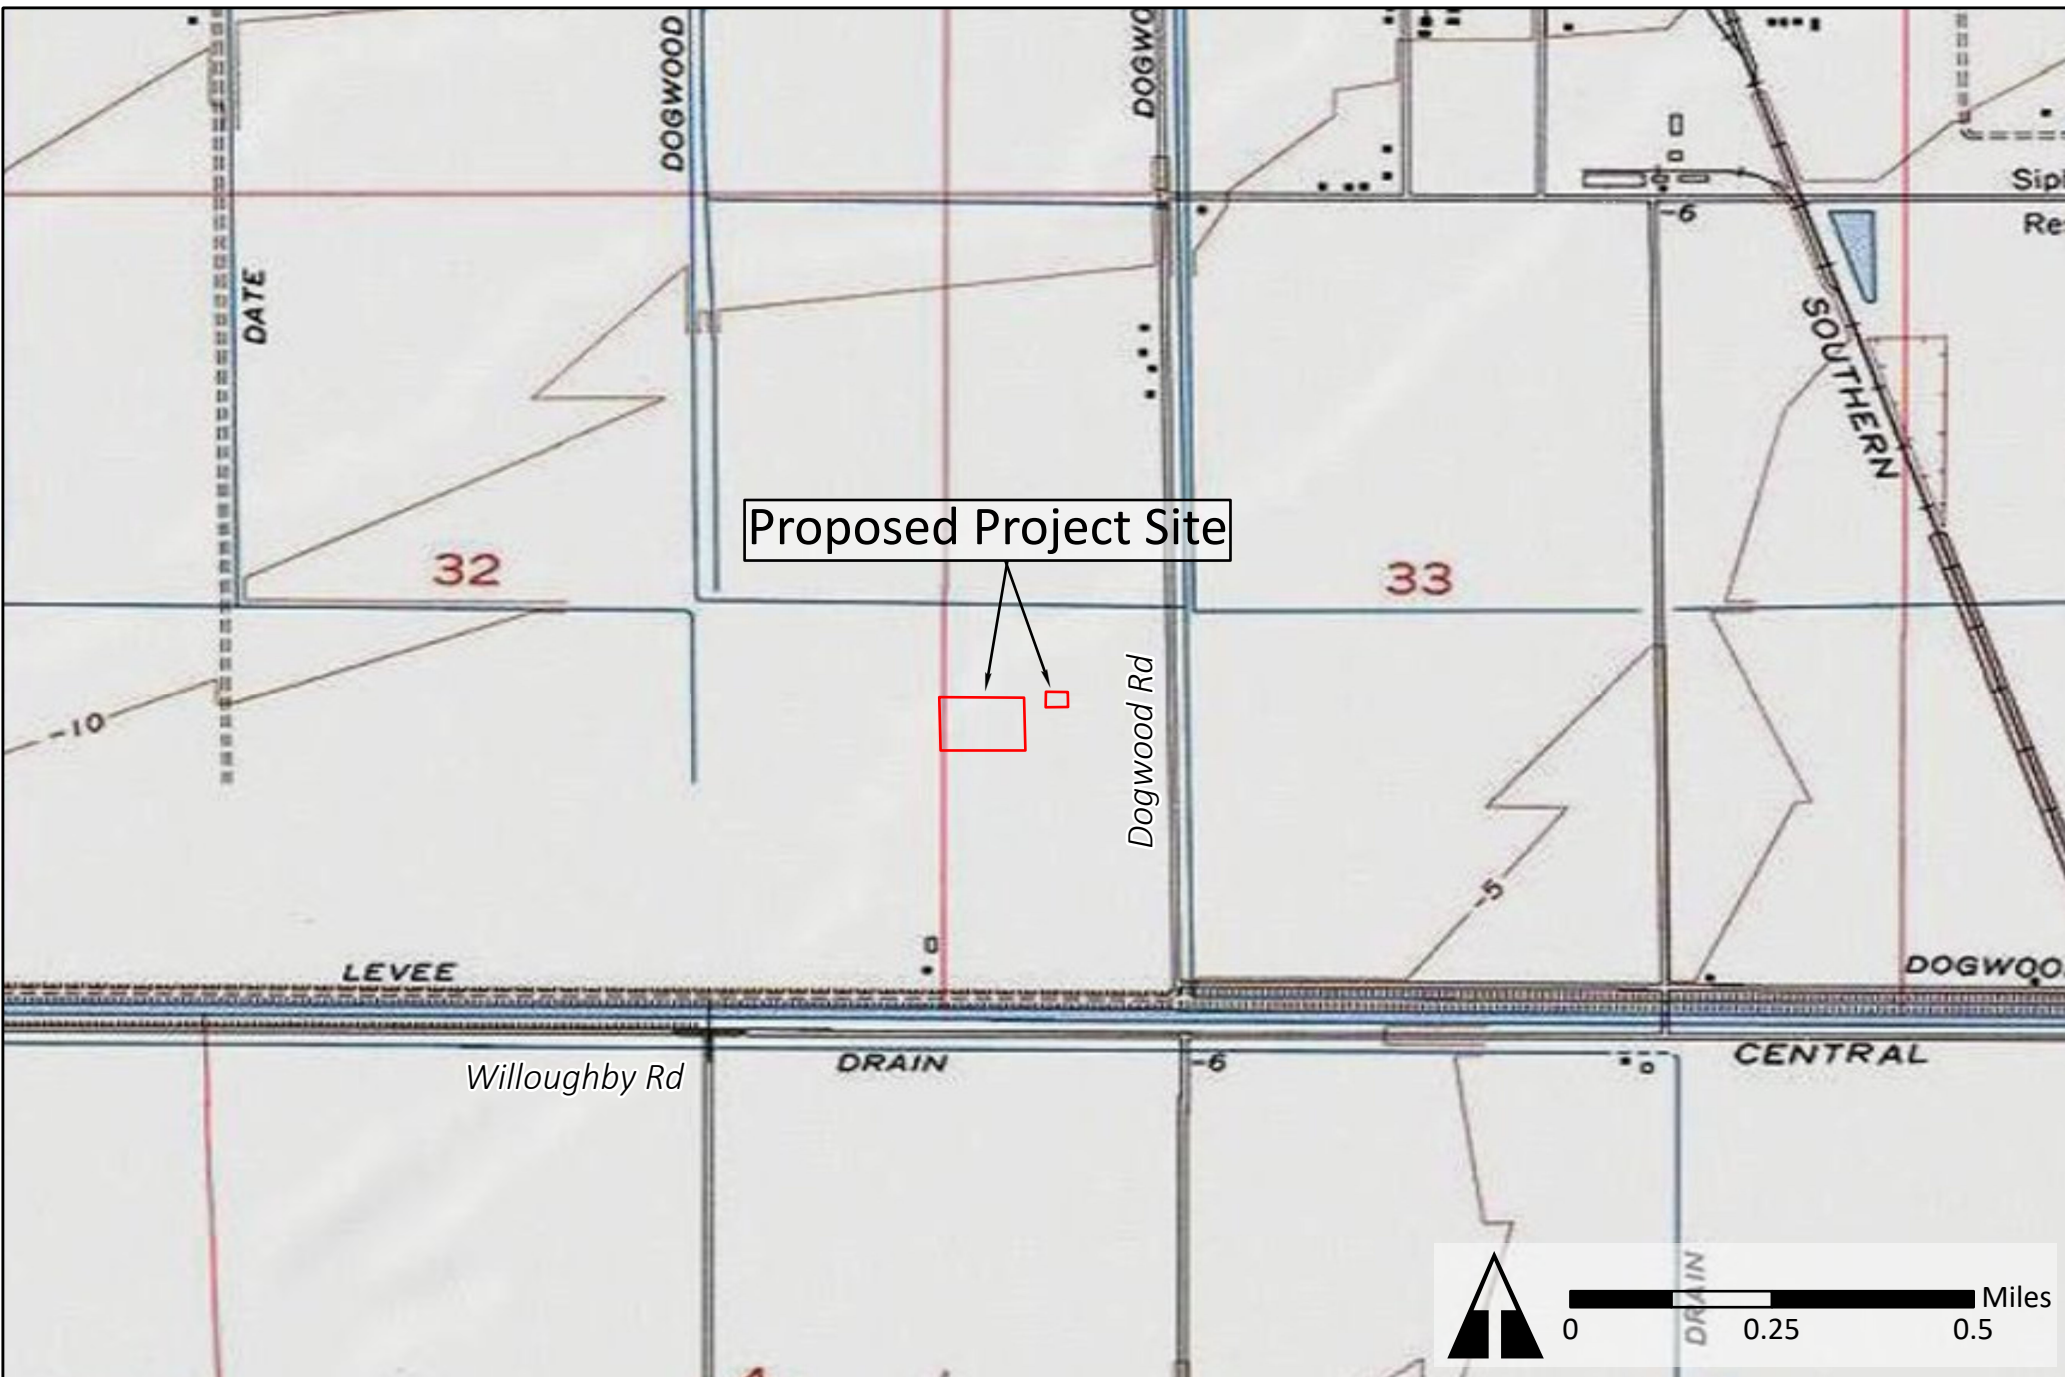 DOGWOOD
DOGWO
DATE
-6
Sip
Re
SOUTHERN
Proposed Project Site
32
33
Dogwood Rd
-10
-5
LEVEE
DOGWOO
Willoughby Rd
DRAIN
-6
CENTRAL
DRAIN
Miles
0 0.25 0.5